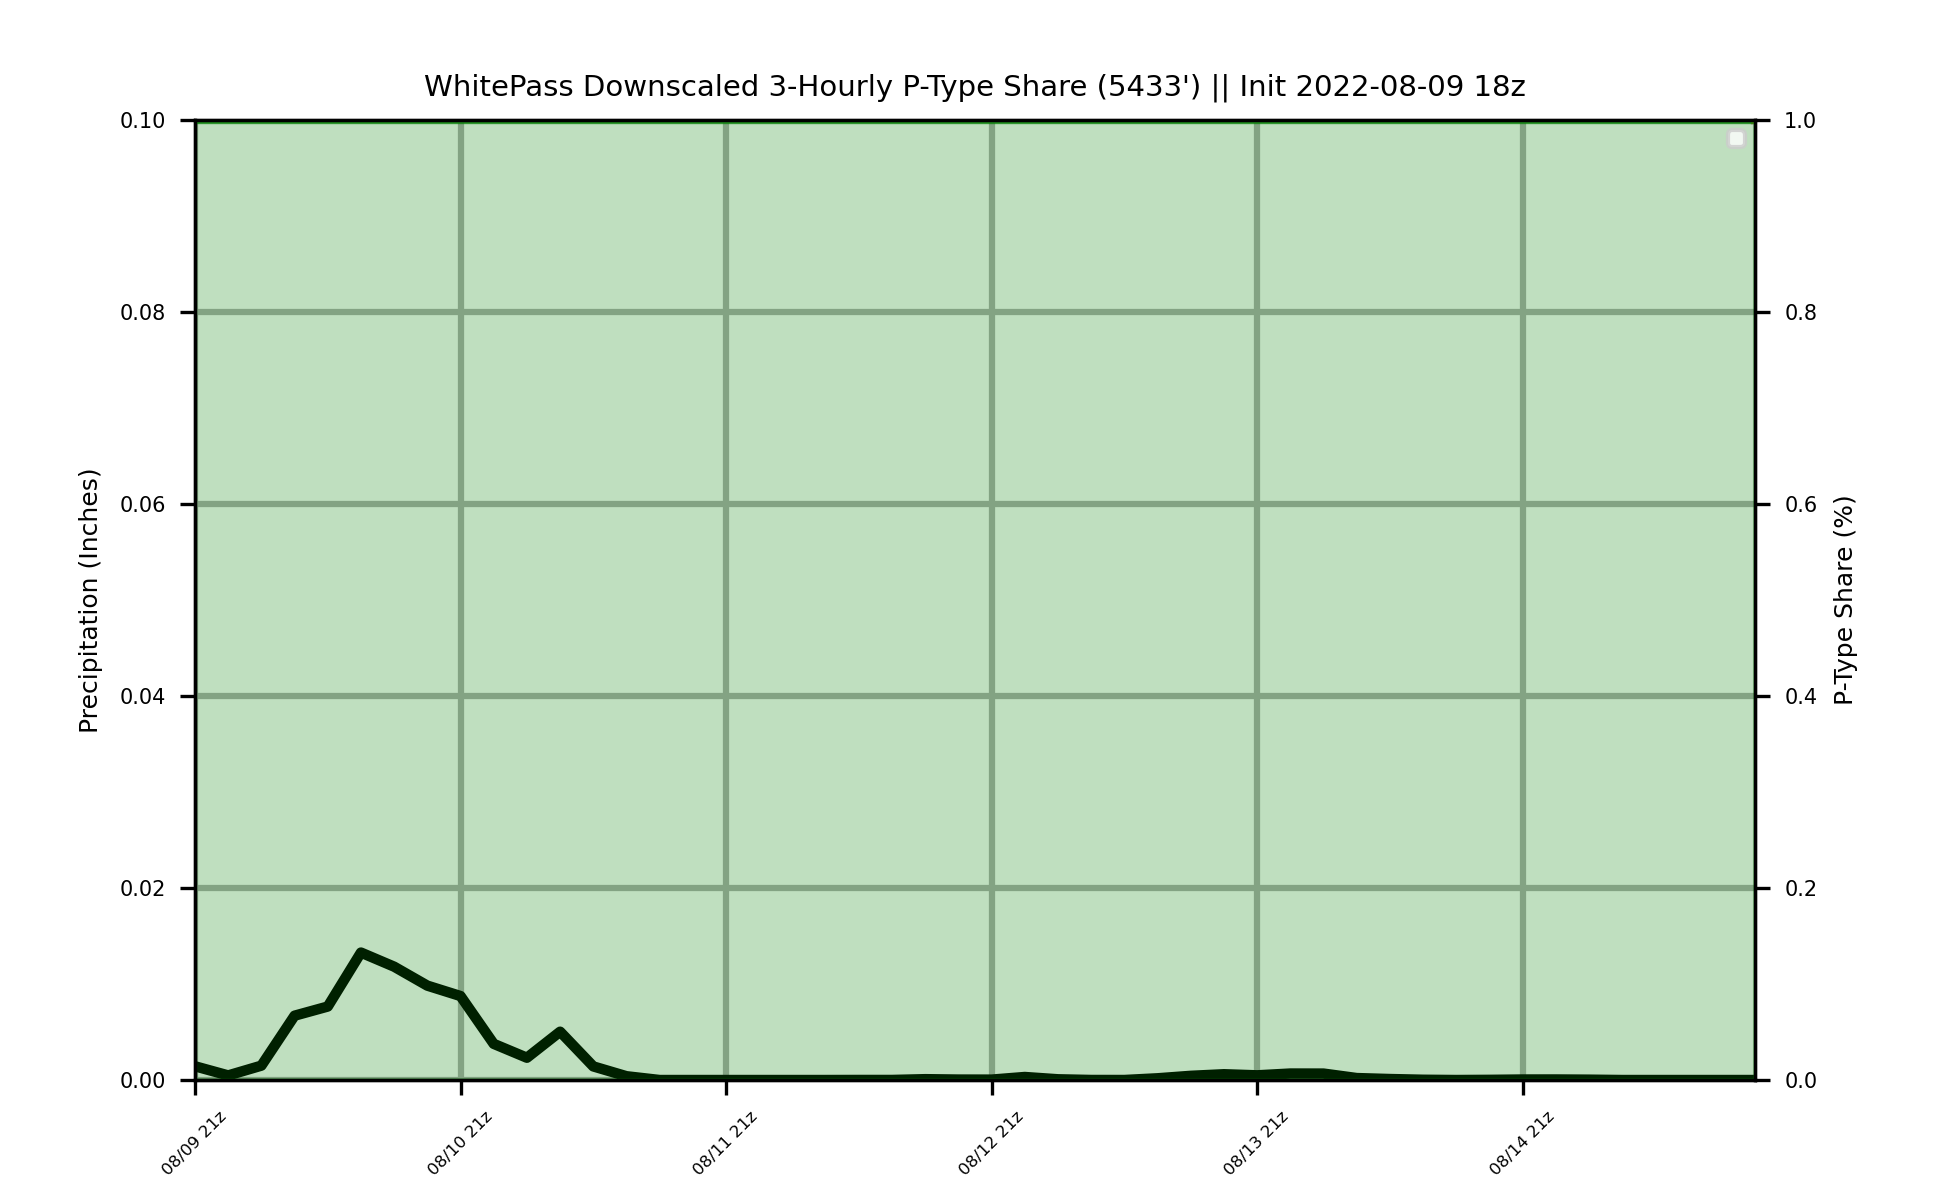 WhitePass Downscaled 3-Hourly P-Type Share (5433') || Init 2022-08-09 18z
Precipitation (Inches)
0.10
0.08
0.06
0.04
0.02
0.00
1.0
0.8
0.6
0.4
0.2
0.0
P-Type Share (%)
08/09 21z
08/10 21z
08/11 21z
08/12 21z
08/13 21z
08/14 21z